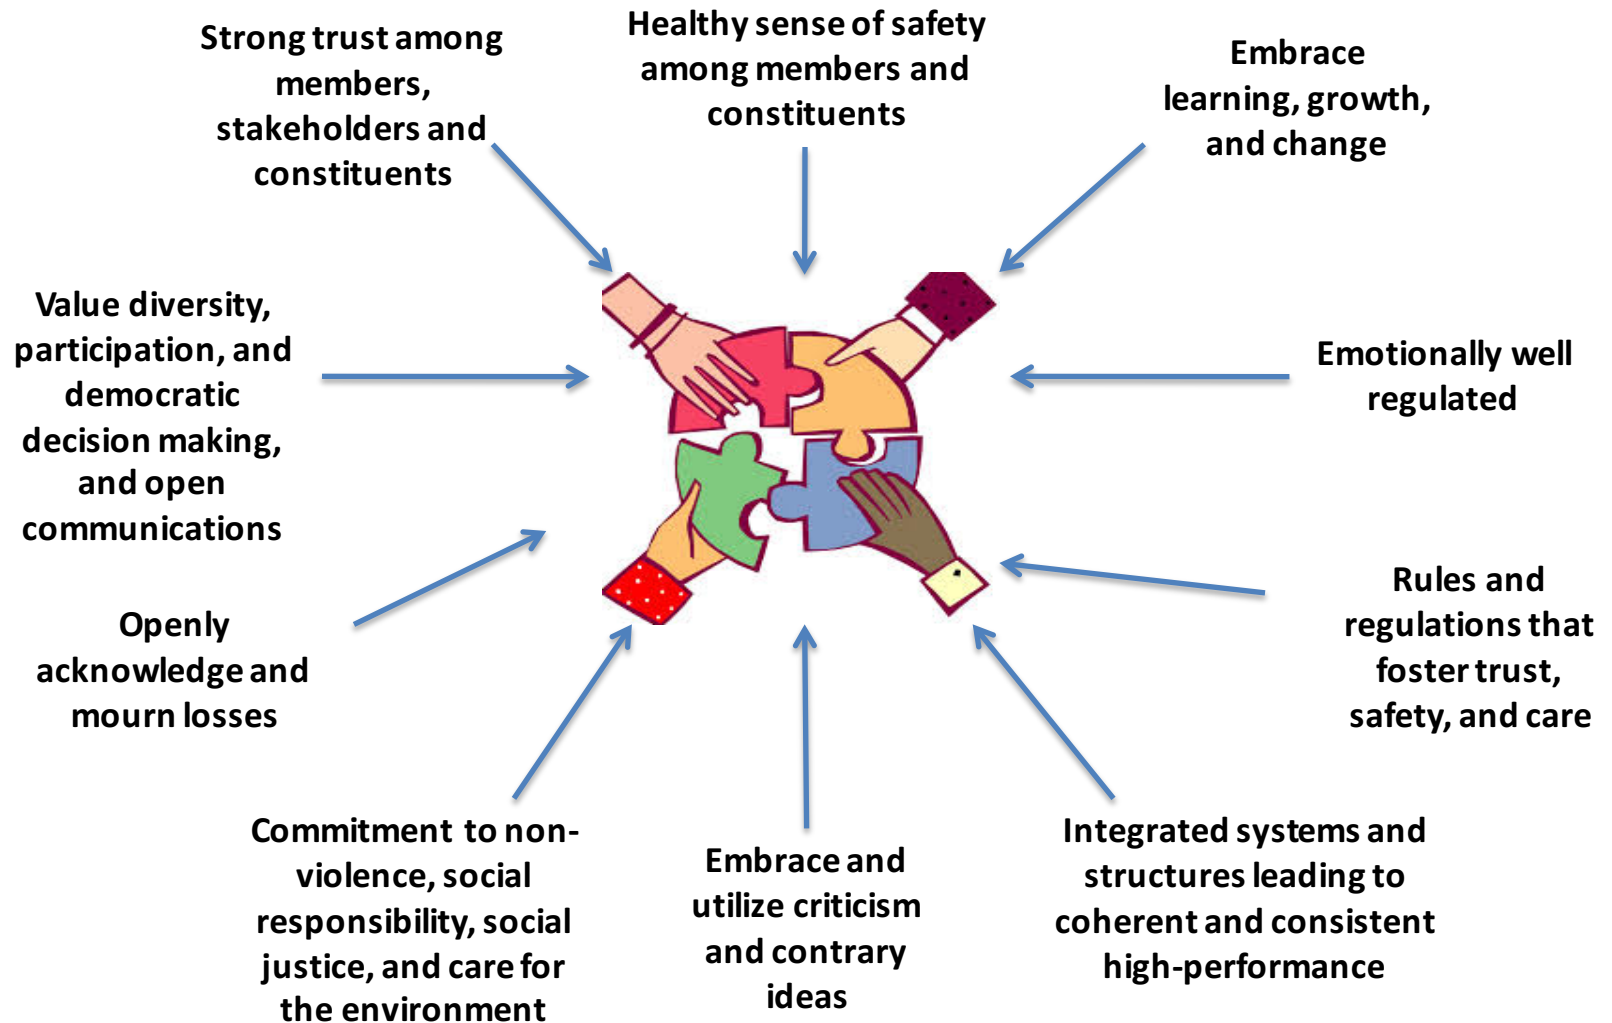 Strong trust among
members,
stakeholders and
constituents
Healthy sense of safety
among members and
constituents
Embrace
learning, growth,
and change
Value diversity,
participation, and
democratic
decision making,
and open
communications
Emotionally well
regulated
Openly
acknowledge and
mourn losses
Rules and
regulations that
foster trust,
safety, and care
Commitment to non-
violence, social
responsibility, social
justice, and care for
the environment
Embrace and
utilize criticism
and contrary
ideas
Integrated systems and
structures leading to
coherent and consistent
high-performance